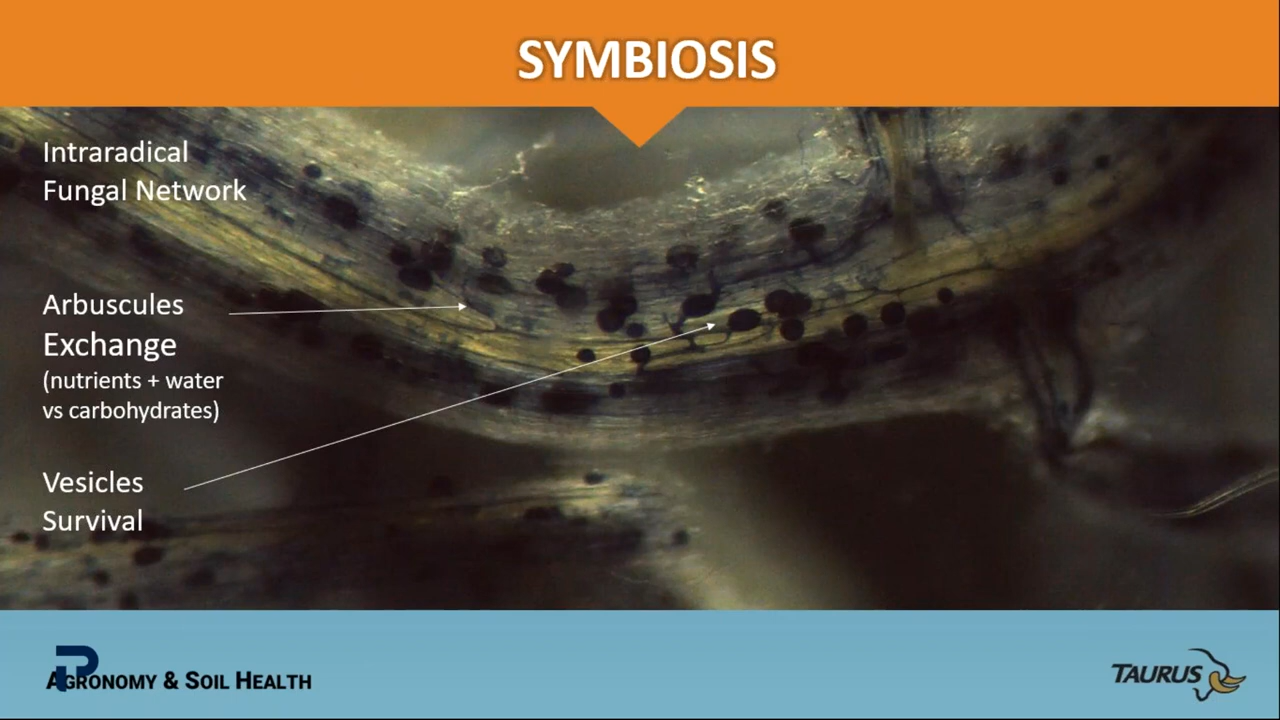 SYMBIOSIS
Intraradical
Fungal Network
Arbuscules
Exchange
(nutrients + water
vs carbohydrates)
Vesicles
Survival
AGRONOMY & SOIL HEALTH
TAURUS